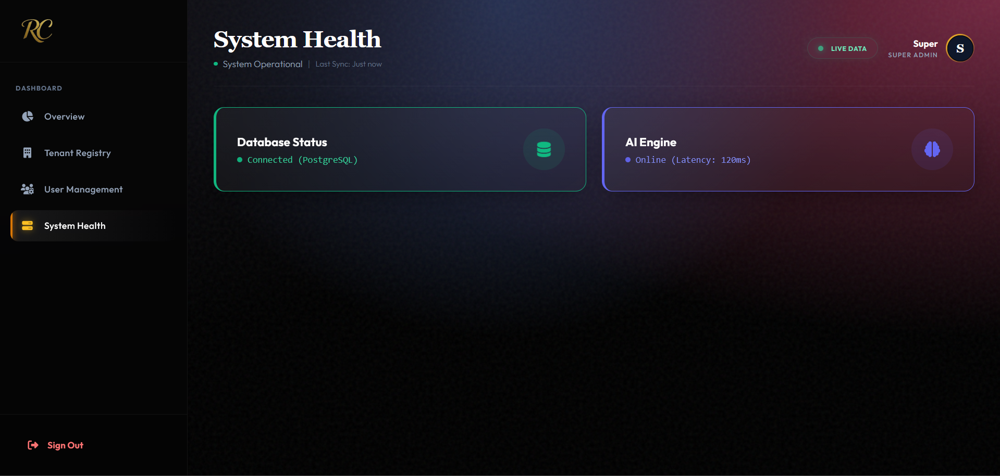 RC
DASHBOARD
Overview
Tenant Registry
User Management
System Health
Sign Out
System Health
System Operational | Last Sync: Just now
LIVE DATA
Super
SUPER ADMIN
S
Database Status
Connected (PostgreSQL)
AI Engine
Online (Latency: 120ms)